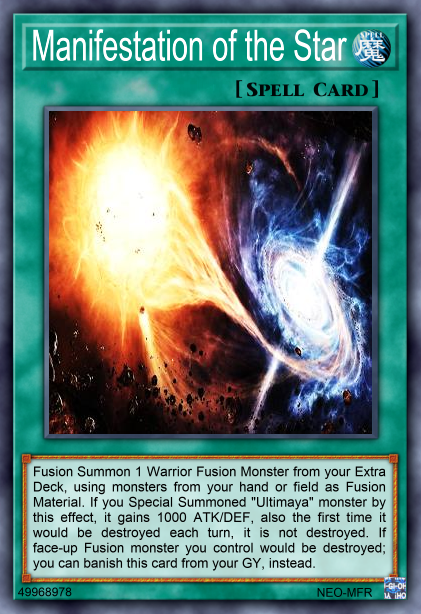 Manifestation of the Star
SPELL
魔
[ SPELL CARD ]
Fusion Summon 1 Warrior Fusion Monster from your Extra
Deck, using monsters from your hand or field as Fusion
Material. If you Special Summoned "Ultimaya" monster by
this effect, it gains 1000 ATK/DEF, also the first time it
would be destroyed each turn, it is not destroyed. If
face-up Fusion monster you control would be destroyed;
you can banish this card from your GY, instead.
49968978
NEO-MFR